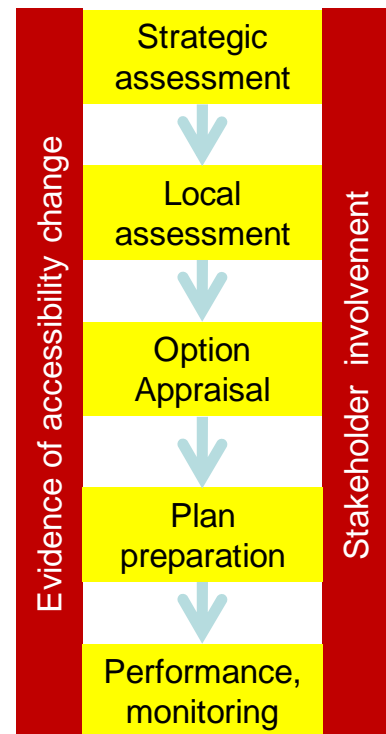 Strategic
assessment
Local
assessment
Option
Appraisal
Plan
preparation
Performance,
monitoring
Evidence of accessibility change
Stakeholder involvement